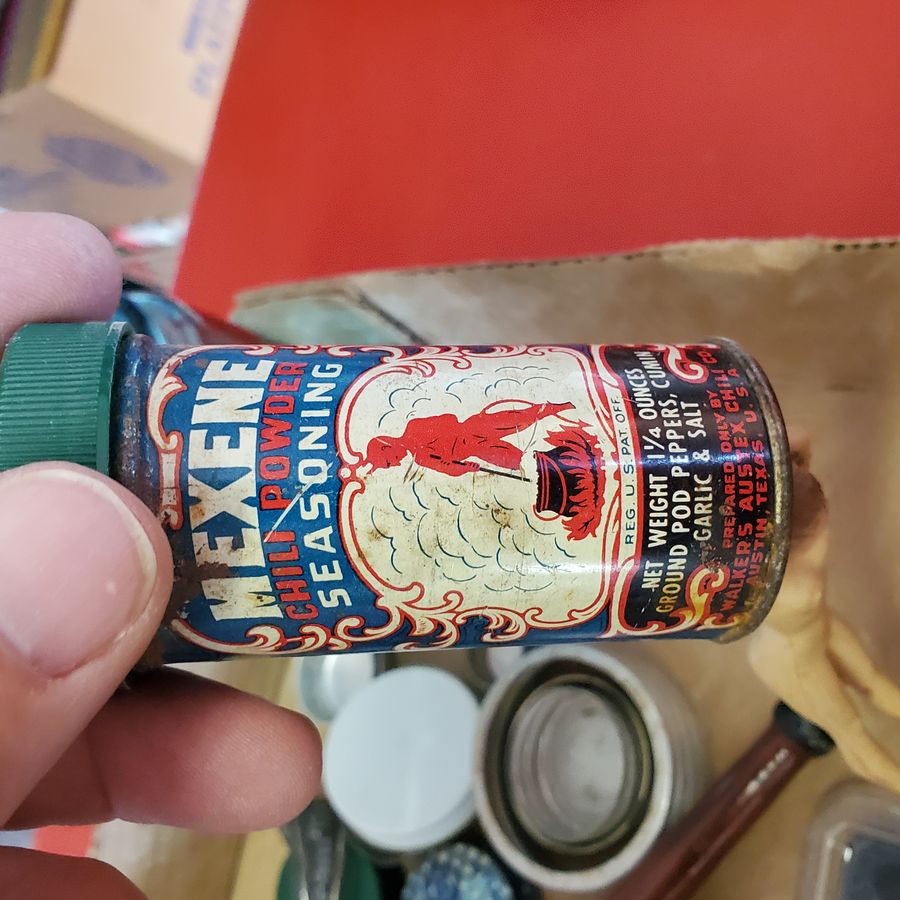 MEXENE
CHILI POWDER
SEASONING
REG. U. S. PAT. OFF.
NET WEIGHT 1¼ OUNCES
GROUND POD PEPPERS, CUMIN
GARLIC & SALT
PREPARED ONLY BY
WALKER'S AUSTEX CHILI CO.
AUSTIN, TEXAS U. S. A.